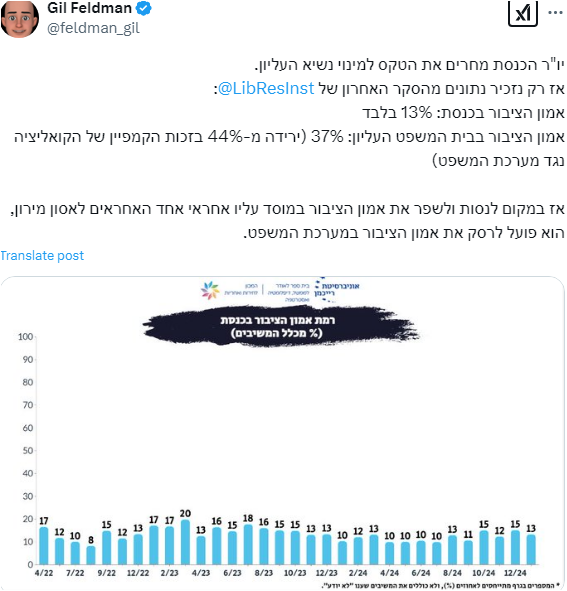 Gil Feldman
@feldman_gil
יו"ר הכנסת מחרים את הטקס למינוי נשיא העליון.
אז רק נזכיר נתונים מהסקר האחרון של @LibResInst:
אמון הציבור בכנסת: 13% בלבד
אמון הציבור בבית המשפט העליון: 37% (ירידה מ-44% בזכות הקמפיין של הקואליציה
נגד מערכת המשפט)
אז במקום לנסות ולשפר את אמון הציבור במוסד עליו אחראי אחד האחראים לאסון מירון,
הוא פועל לרסק את אמון הציבור במערכת המשפט.
Translate post
אוניברסיטת
רייכמן
בית ספר לאודר
לממשל, דיפלומטיה
ואסטרטגיה
המכון
לחירות ואחריות
רמת אמון הציבור בכנסת
(% מכלל המשיבים)
100
90
80
70
60
50
40
30
20
10
0
17 12 10 8 15 12 13 17 17 20 13 16 15 18 16 15 15 13 13 10 12 13 10 10 10 10 13 11 15 12 15 13
4/22 7/22 9/22 12/22 2/23 4/23 6/23 8/23 10/23 12/23 2/24 4/24 6/24 8/24 10/24 12/24
* המספרים בגרף מתייחסים לאחוזים (%), ולא כוללים את המשיבים שענו "לא יודע".